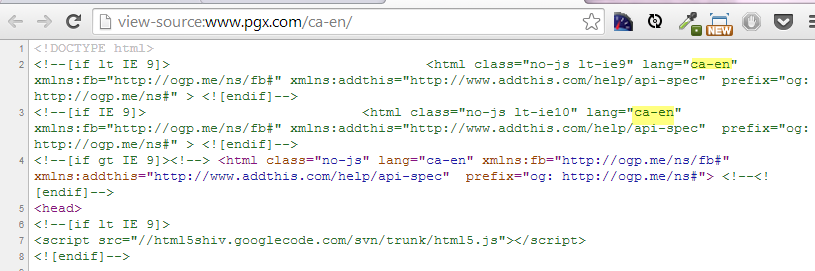 view-source:www.pgx.com/ca-en/
NEW
1 <!DOCTYPE html>
2 <!--[if lt IE 9]> <html class="no-js lt-ie9" lang="ca-en"
xmlns:fb="http://ogp.me/ns/fb#" xmlns:addthis="http://www.addthis.com/help/api-spec" prefix="og:
http://ogp.me/ns#" > <![endif]-->
3 <!--[if IE 9]> <html class="no-js lt-ie10" lang="ca-en"
xmlns:fb="http://ogp.me/ns/fb#" xmlns:addthis="http://www.addthis.com/help/api-spec" prefix="og:
http://ogp.me/ns#" > <![endif]-->
4 <!--[if gt IE 9]><!--> <html class="no-js" lang="ca-en" xmlns:fb="http://ogp.me/ns/fb#"
xmlns:addthis="http://www.addthis.com/help/api-spec" prefix="og: http://ogp.me/ns#"> <!--<!
[endif]-->
5 <head>
6 <!--[if lt IE 9]>
7 <script src="//html5shiv.googlecode.com/svn/trunk/html5.js"></script>
8 <![endif]-->